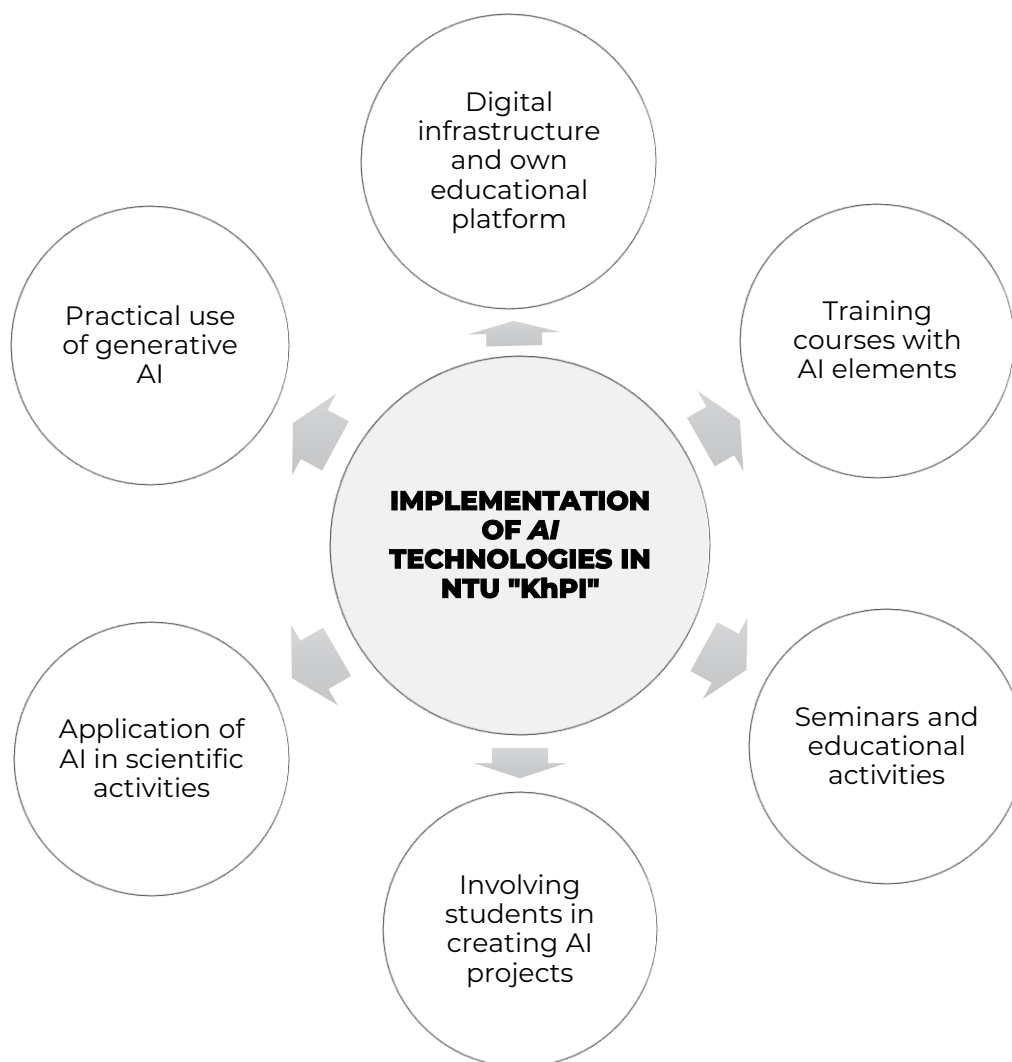 Digital
infrastructure
and own
educational
platform
Practical use
of generative
AI
Training
courses with
AI elements
IMPLEMENTATION
OF AI
TECHNOLOGIES IN
NTU "KhPI"
Application of
AI in scientific
activities
Seminars and
educational
activities
Involving
students in
creating AI
projects